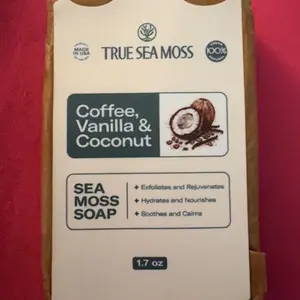 MADE IN USA
100%
TRUE SEA MOSS
Coffee,
Vanilla &
Coconut
SEA
MOSS
SOAP
+ Exfoliates and Rejuvenates
+ Hydrates and Nourishes
+ Soothes and Calms
1.7 oz